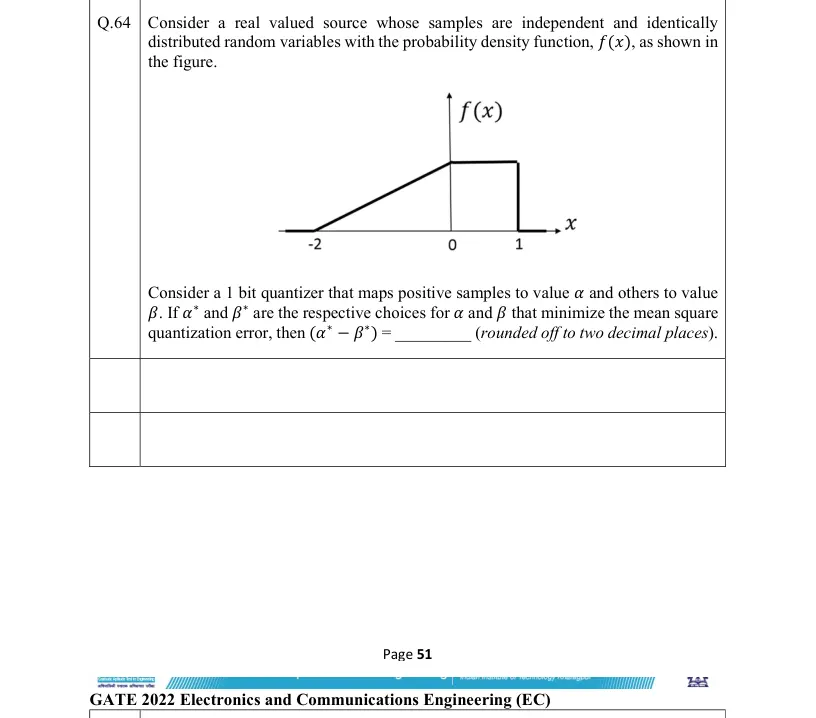 Q.64 Consider a real valued source whose samples are independent and identically
distributed random variables with the probability density function, f(x), as shown in
the figure.
f(x)
x
-2 0 1
Consider a 1 bit quantizer that maps positive samples to value α and others to value
β. If α* and β* are the respective choices for α and β that minimize the mean square
quantization error, then (α* − β*) = _________ (rounded off to two decimal places).
Page 51
GATE 2022 Electronics and Communications Engineering (EC)